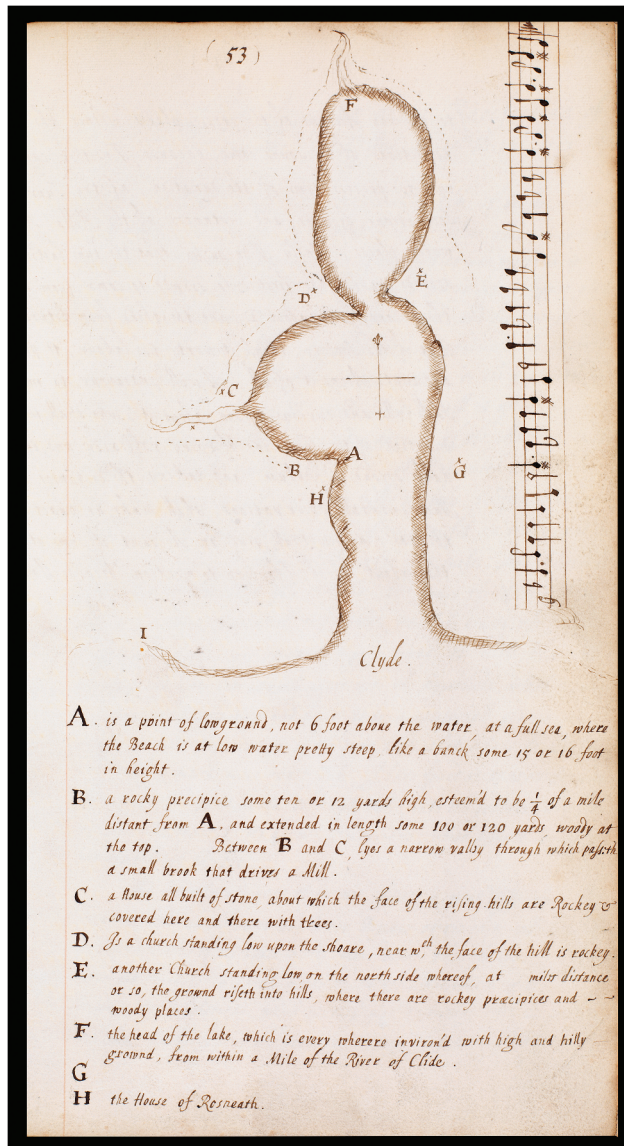 ( 53 )
F
D
E
C
A
B
G
H
I
Clyde.
A. is a point of lowground, not 6 foot aboue the water, at a full sea, where
the Beach is at low water pretty steep, like a banck some 15 or 16 foot
in height.
B. a rocky precipice some ten or 12 yards high, esteem'd to be ¼ of a mile
distant from A, and extended in length some 100 or 120 yards, woody at
the top. Between B and C, lyes a narrow vally through which passeth
a small brook that drives a Mill.
C. a House all built of stone, about which the face of the rising hills are Rockey &
covered here and there with trees.
D. Is a church standing low upon the shoare, near wch, the face of the hill is rockey.
E. another Church standing low, on the north side whereof, at miles distance
or so, the ground riseth into hills, where there are rockey præcipices and
woody places.
F. the head of the lake, which is every wherere inviron'd with high and hilly
ground, from within a Mile of the River of Clide.
G
H the House of Rosneath.